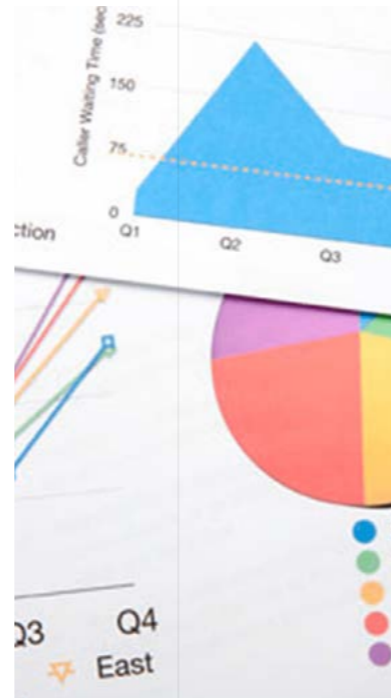 225
Caller Waiting Time (sec
150
75
0
Q1
Q2
Q3
ction
Q3
Q4
East